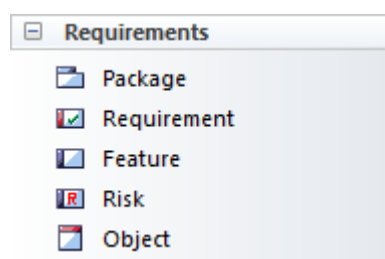 Requirements
Package
Requirement
Feature
Risk
Object